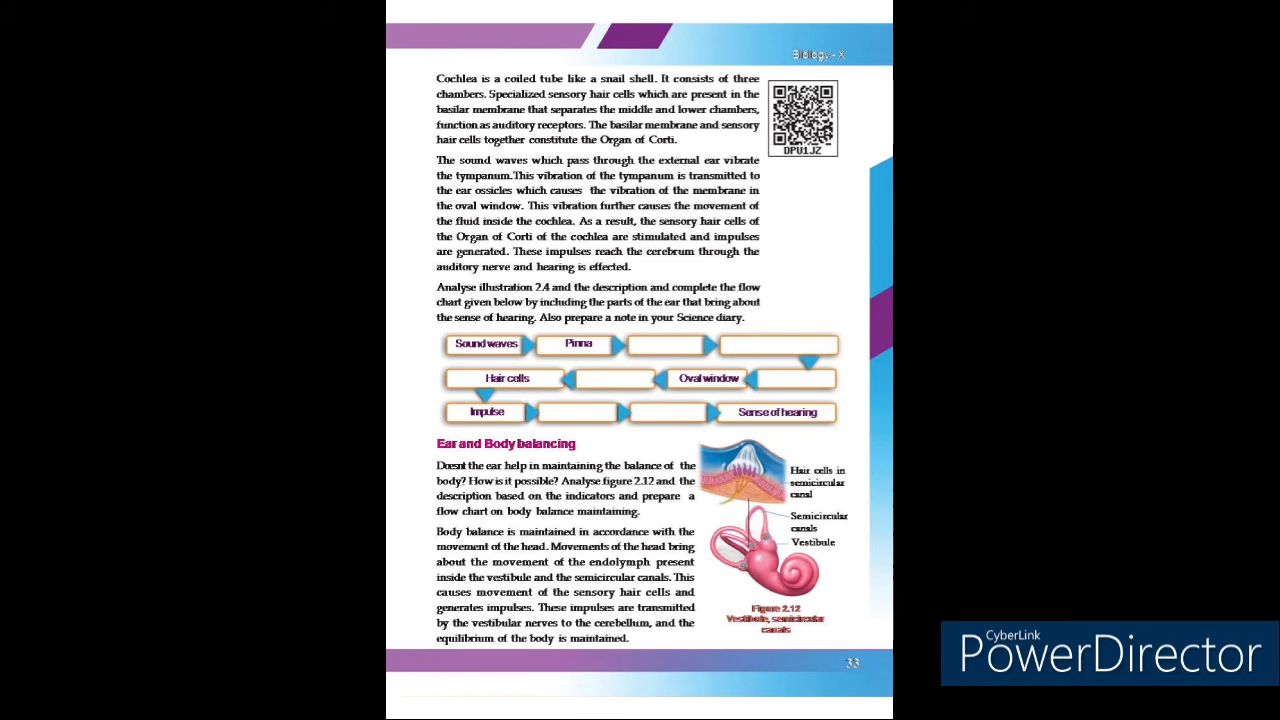 Biology - X
Cochlea is a coiled tube like a snail shell. It consists of three
chambers. Specialized sensory hair cells which are present in the
basilar membrane that separates the middle and lower chambers,
function as auditory receptors. The basilar membrane and sensory
hair cells together constitute the Organ of Corti.
DPU1JZ
The sound waves which pass through the external ear vibrate
the tympanum.This vibration of the tympanum is transmitted to
the ear ossicles which causes the vibration of the membrane in
the oval window. This vibration further causes the movement of
the fluid inside the cochlea. As a result, the sensory hair cells of
the Organ of Corti of the cochlea are stimulated and impulses
are generated. These impulses reach the cerebrum through the
auditory nerve and hearing is effected.
Analyse illustration 2.4 and the description and complete the flow
chart given below by including the parts of the ear that bring about
the sense of hearing. Also prepare a note in your Science diary.
Sound waves Pinna
Hair cells Oval window
Impulse Sense of hearing
Ear and Body balancing
Doesnt the ear help in maintaining the balance of the
body? How is it possible? Analyse figure 2.12 and the
description based on the indicators and prepare a
flow chart on body balance maintaining.
Body balance is maintained in accordance with the
movement of the head. Movements of the head bring
about the movement of the endolymph present
inside the vestibule and the semicircular canals. This
causes movement of the sensory hair cells and
generates impulses. These impulses are transmitted
by the vestibular nerves to the cerebellum, and the
equilibrium of the body is maintained.
Hair cells in
semicircular
canal
Semicircular
canals
Vestibule
Figure 2.12
Vestibule, semicircular
canals
33
CyberLink
PowerDirector